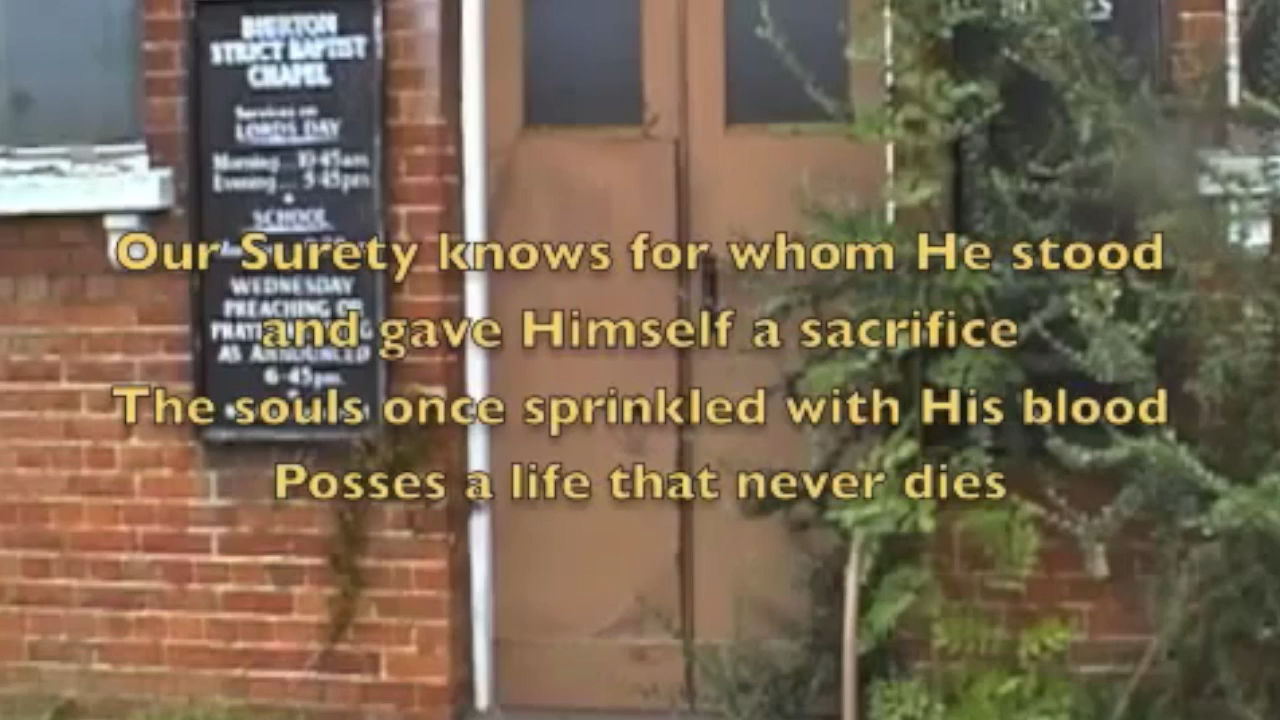 BIERTON
STRICT BAPTIST
CHAPEL
Services on
LORDS DAY
Morning 10·45am
Evening 5·45pm
SCHOOL
WEDNESDAY
PREACHING OR
AS ANNOUNCED
6·45pm.
Our Surety knows for whom He stood
and gave Himself a sacrifice
The souls once sprinkled with His blood
Posses a life that never dies